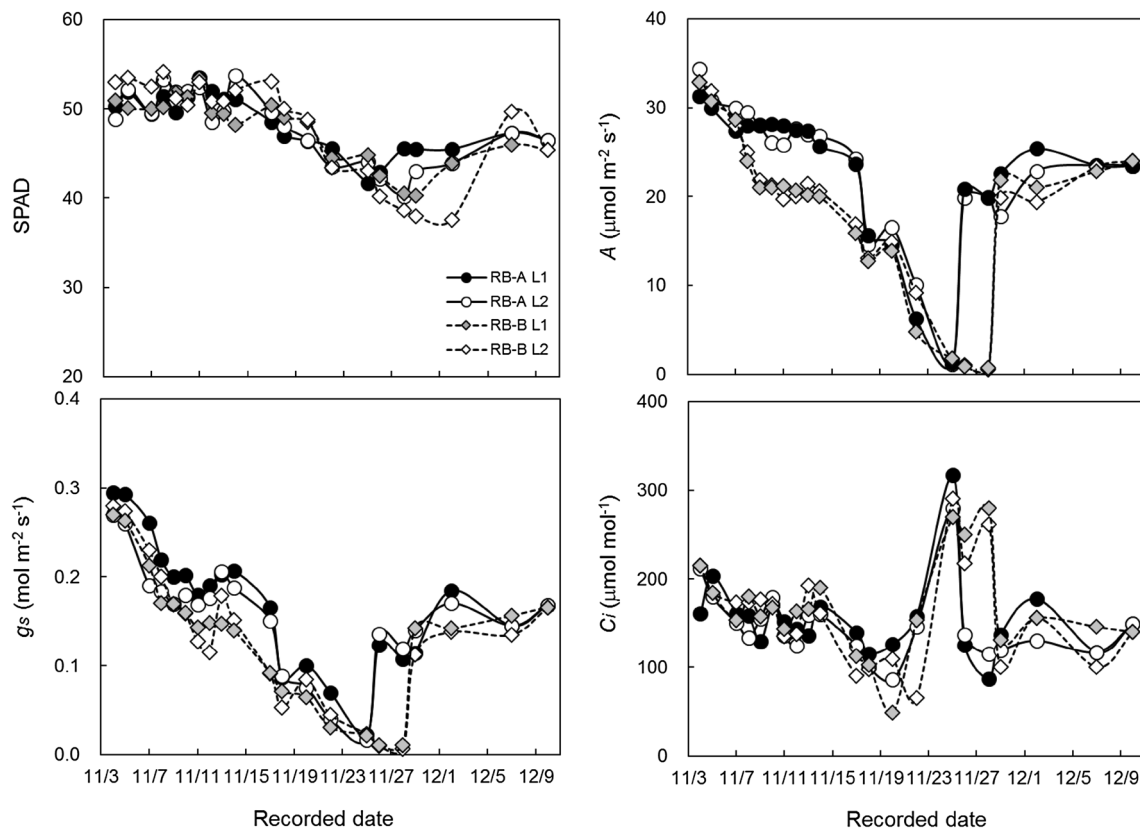 60
50
40
30
20
SPAD
RB-A L1
RB-A L2
RB-B L1
RB-B L2
40
30
20
10
0
A (μmol m⁻² s⁻¹)
0.4
0.3
0.2
0.1
0.0
gs (mol m⁻² s⁻¹)
11/3 11/7 11/11 11/15 11/19 11/23 11/27 12/1 12/5 12/9
Recorded date
400
300
200
100
0
Ci (μmol mol⁻¹)
11/3 11/7 11/11 11/15 11/19 11/23 11/27 12/1 12/5 12/9
Recorded date